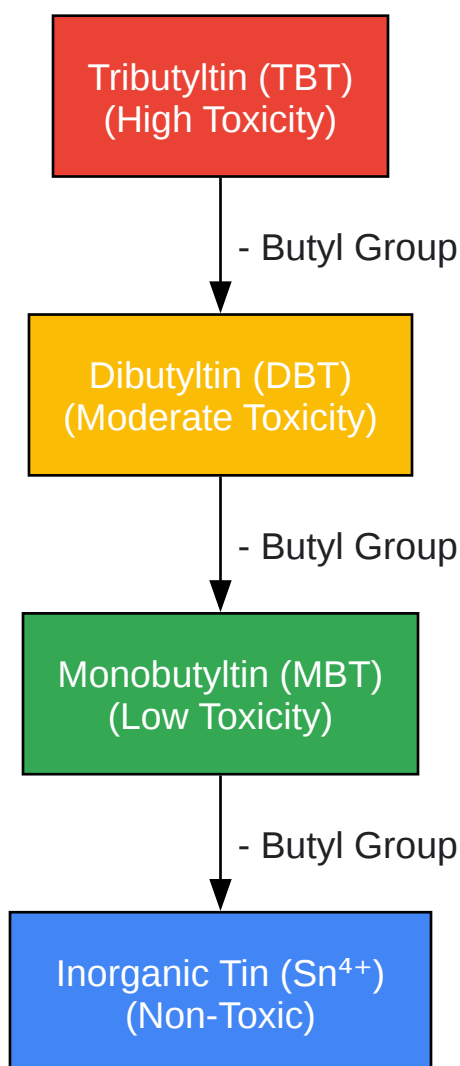 Tributyltin (TBT)
(High Toxicity)
- Butyl Group
Dibutyltin (DBT)
(Moderate Toxicity)
- Butyl Group
Monobutyltin (MBT)
(Low Toxicity)
- Butyl Group
Inorganic Tin (Sn⁴⁺)
(Non-Toxic)